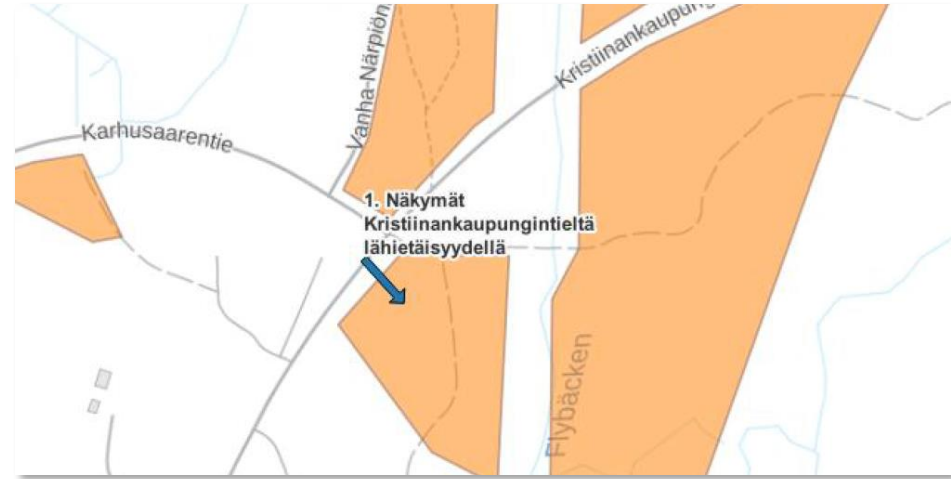 Kristiinankaupung
Vanha-Närpiön
Karhusaarentie
1. Näkymät
Kristiinankaupungintieltä
lähietäisyydellä
Flybäcken